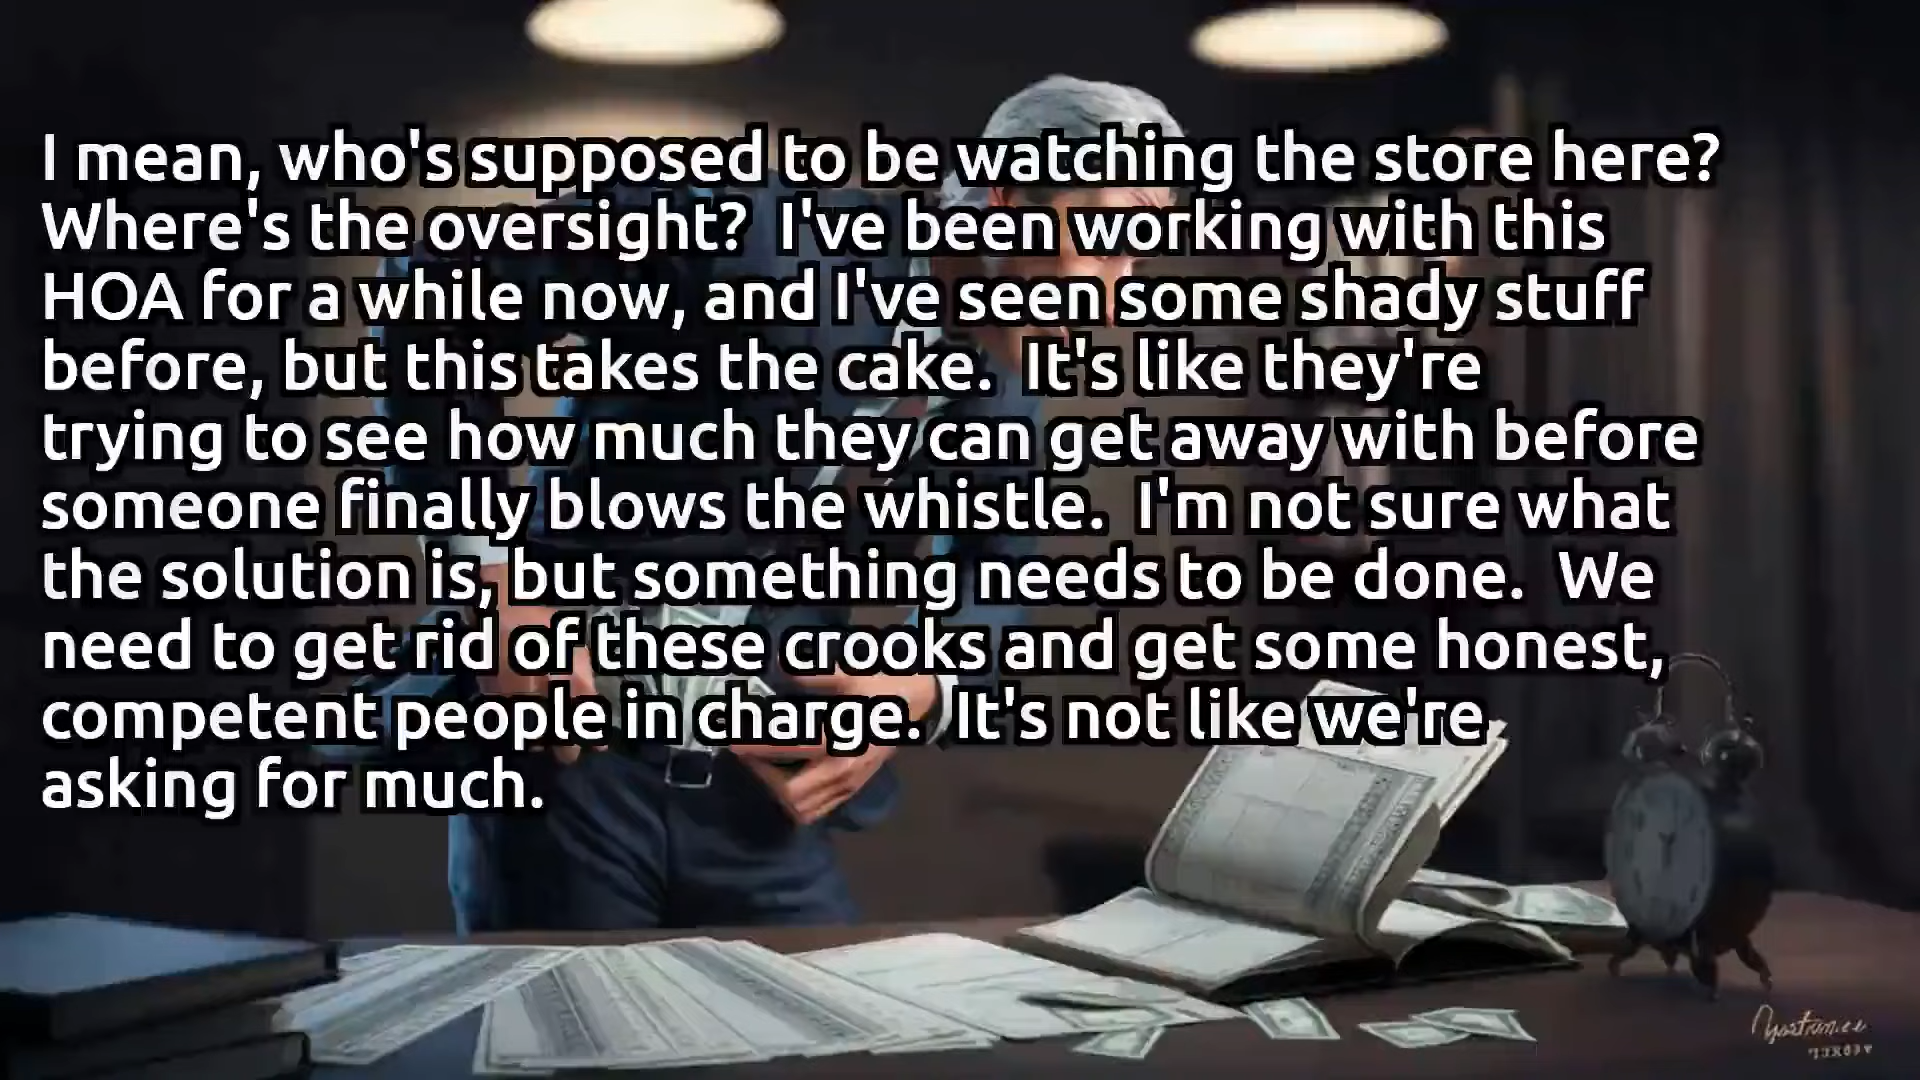 I mean, who's supposed to be watching the store here?
Where's the oversight?  I've been working with this
HOA for a while now, and I've seen some shady stuff
before, but this takes the cake.  It's like they're
trying to see how much they can get away with before
someone finally blows the whistle.  I'm not sure what
the solution is, but something needs to be done.  We
need to get rid of these crooks and get some honest,
competent people in charge.  It's not like we're
asking for much.